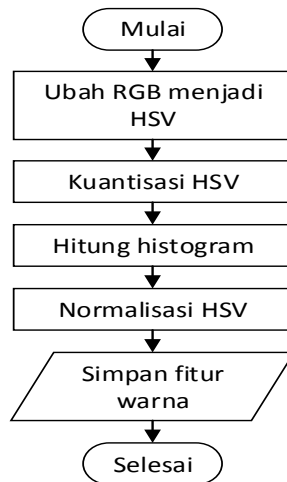 Mulai
Ubah RGB menjadi
HSV
Kuantisasi HSV
Hitung histogram
Normalisasi HSV
Simpan fitur
warna
Selesai